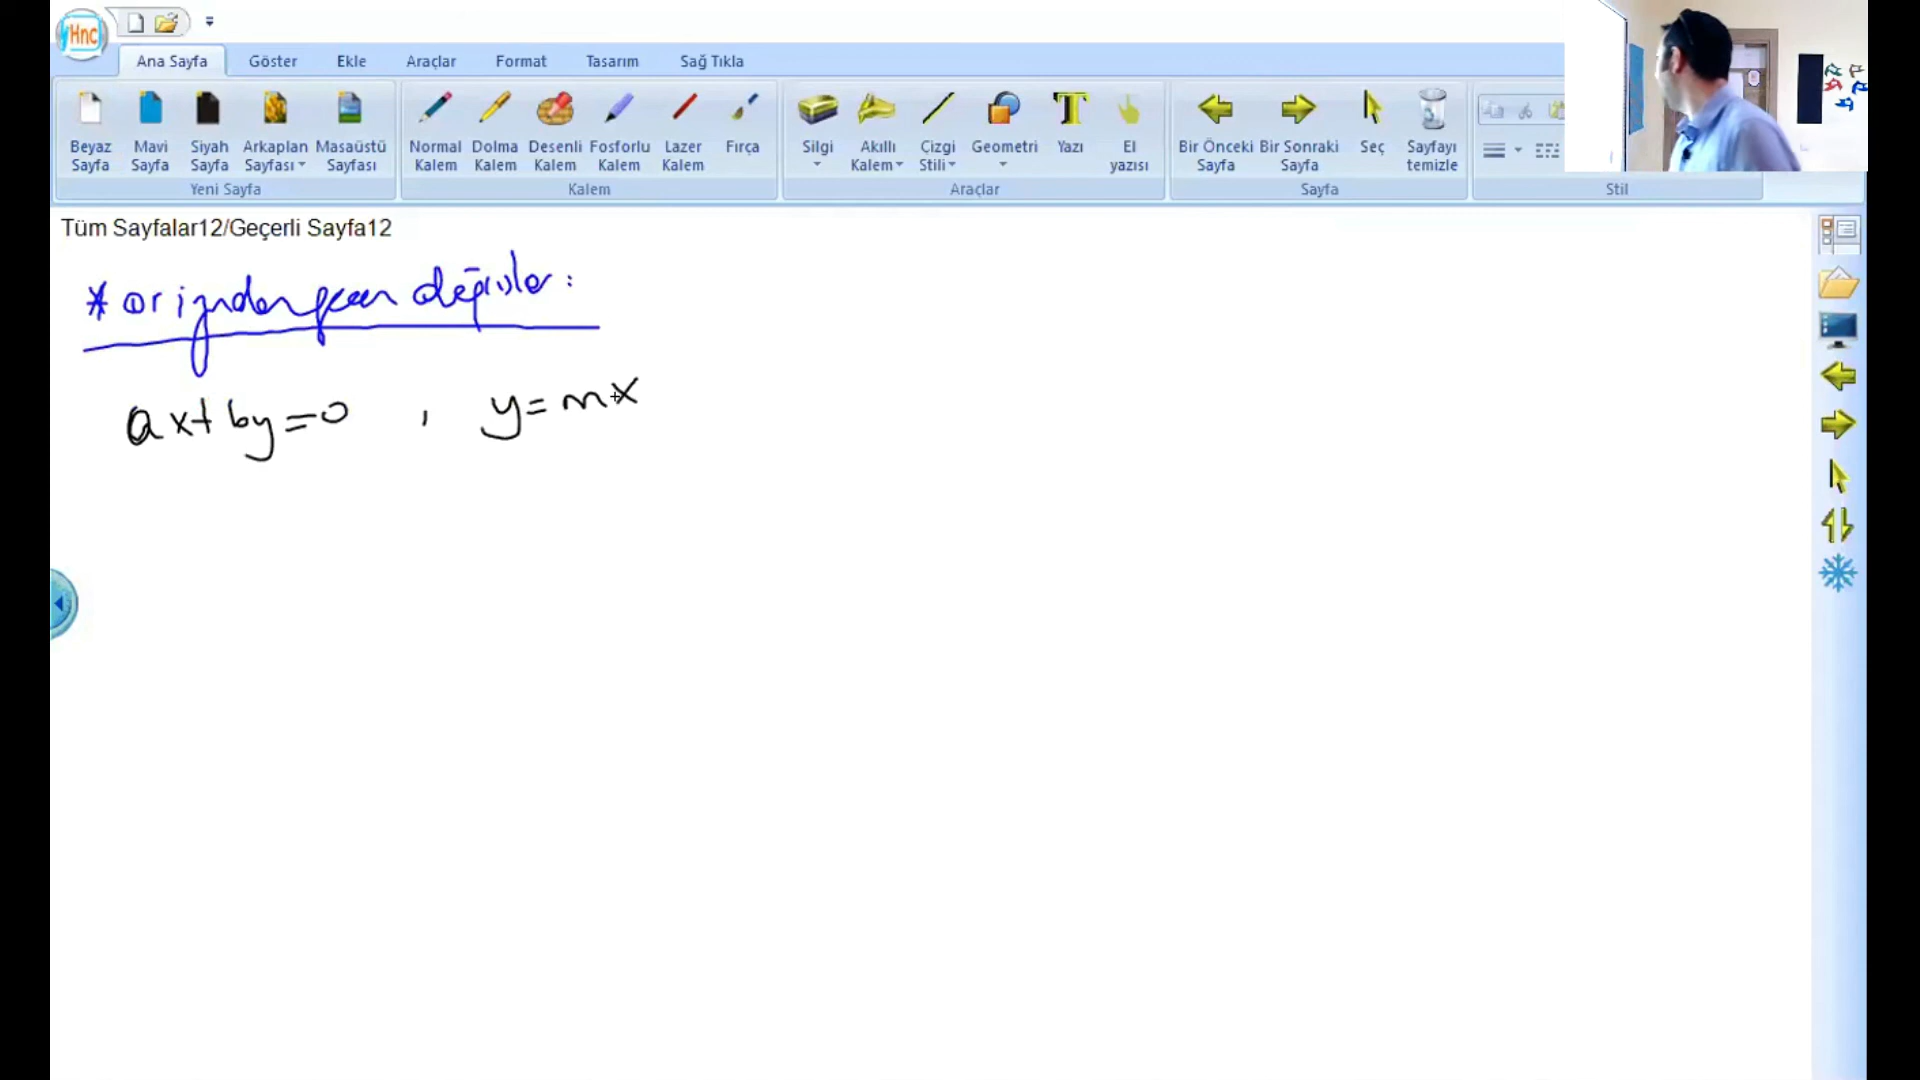 Hnc
Ana Sayfa Göster Ekle Araçlar Format Tasarım Sağ Tıkla
Beyaz Sayfa Mavi Sayfa Siyah Sayfa Arkaplan Sayfası Masaüstü Sayfası
Yeni Sayfa
Normal Kalem Dolma Kalem Desenli Kalem Fosforlu Kalem Lazer Kalem Fırça
Kalem
Silgi Akıllı Kalem Çizgi Stili Geometri Yazı El yazısı
Araçlar
Bir Önceki Sayfa Bir Sonraki Sayfa Seç Sayfayı temizle
Sayfa
Stil
Tüm Sayfalar12/Geçerli Sayfa12
* orijinden geçen doğrular:
ax+by=0 , y=mx